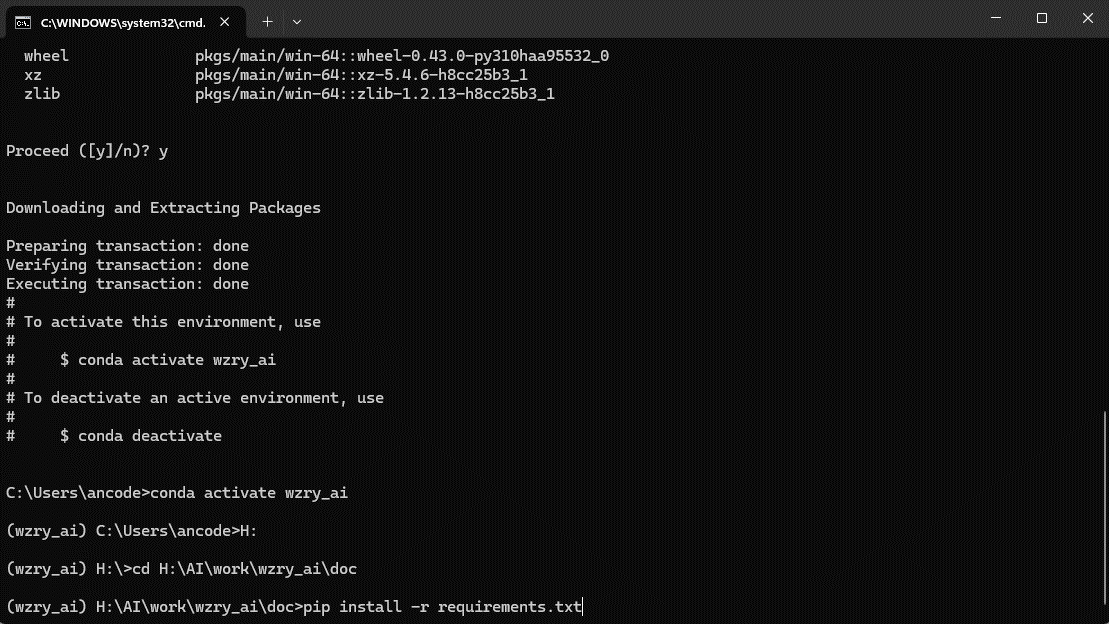 C:\WINDOWS\system32\cmd.
wheel pkgs/main/win-64::wheel-0.43.0-py310haa95532_0
xz pkgs/main/win-64::xz-5.4.6-h8cc25b3_1
zlib pkgs/main/win-64::zlib-1.2.13-h8cc25b3_1
Proceed ([y]/n)? y
Downloading and Extracting Packages
Preparing transaction: done
Verifying transaction: done
Executing transaction: done
#
# To activate this environment, use
#
#     $ conda activate wzry_ai
#
# To deactivate an active environment, use
#
#     $ conda deactivate
C:\Users\ancode>conda activate wzry_ai
(wzry_ai) C:\Users\ancode>H:
(wzry_ai) H:\>cd H:\AI\work\wzry_ai\doc
(wzry_ai) H:\AI\work\wzry_ai\doc>pip install -r requirements.txt